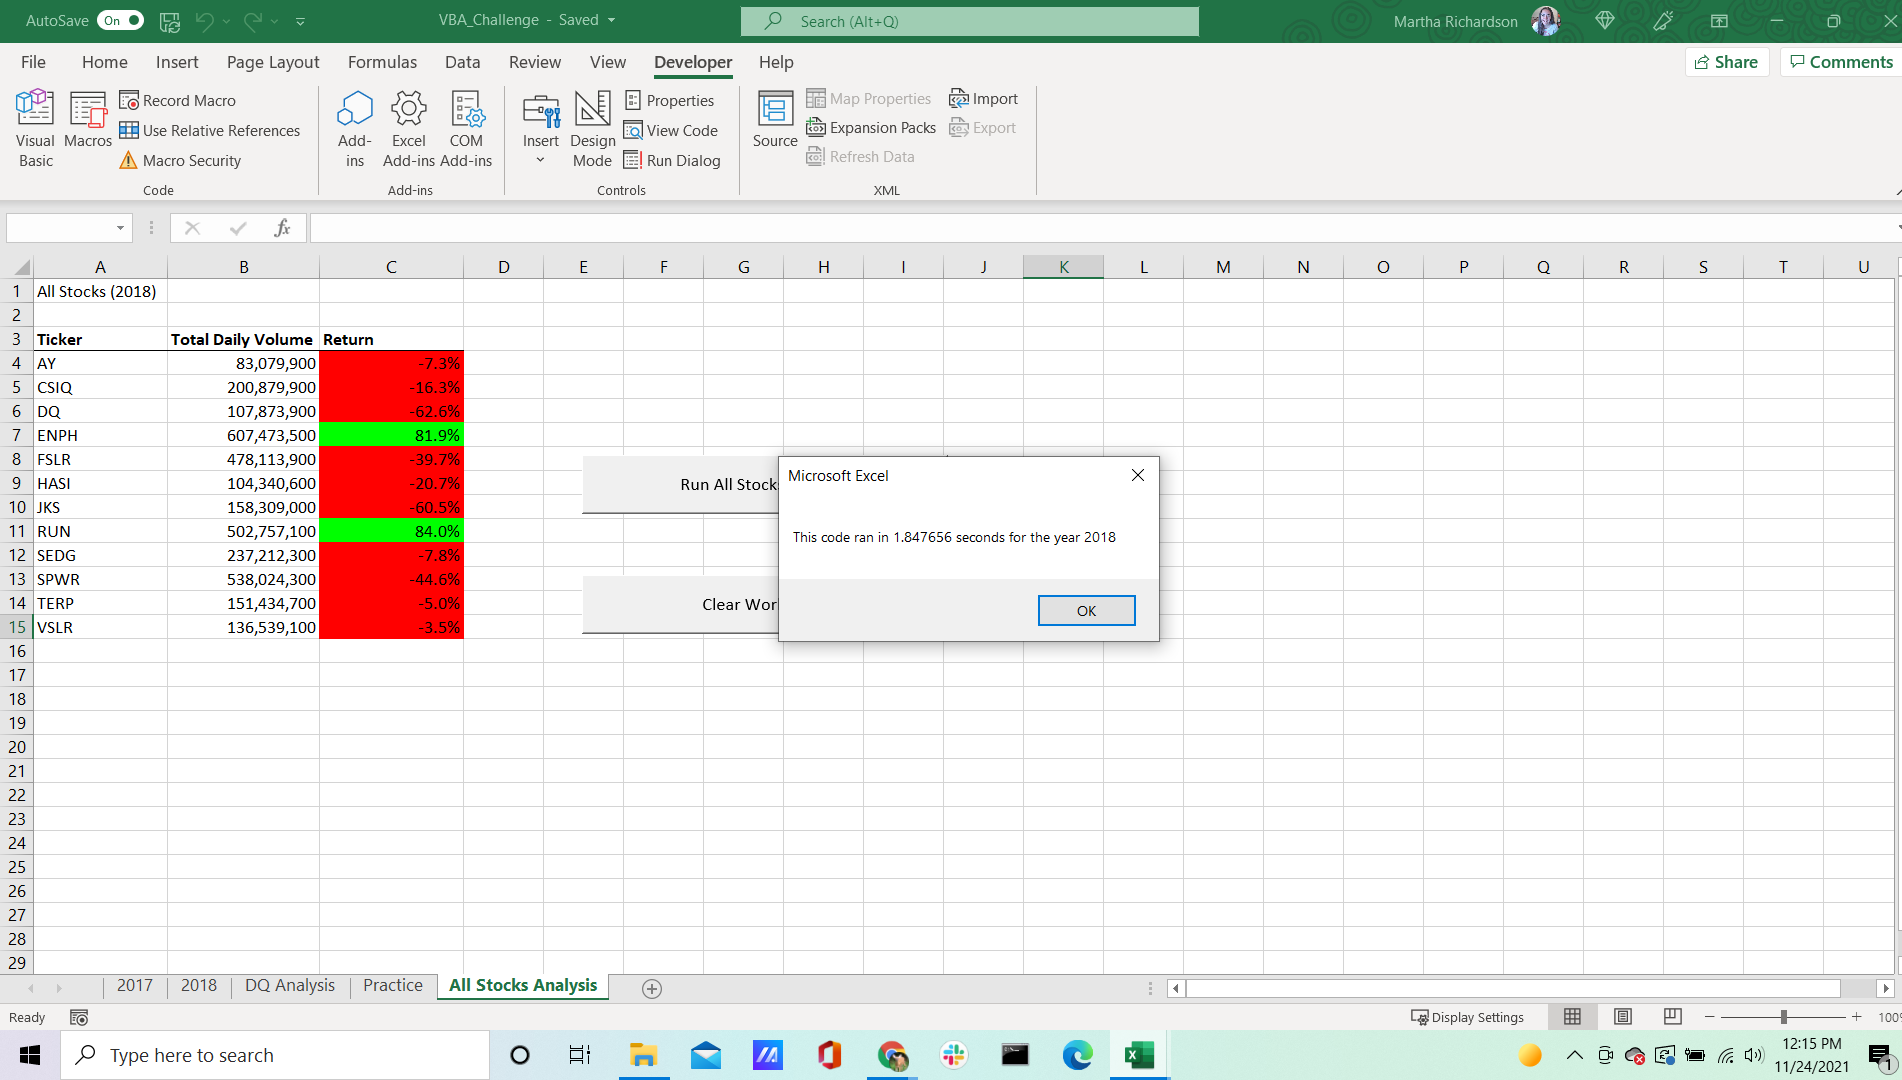 AutoSave On VBA_Challenge - Saved Search (Alt+Q) Martha Richardson
File Home Insert Page Layout Formulas Data Review View Developer Help Share Comments
Visual Basic
Macros
Record Macro
Use Relative References
Macro Security
Code
Add-ins
Excel Add-ins
COM Add-ins
Add-ins
Insert
Design Mode
Properties
View Code
Run Dialog
Controls
Source
Map Properties
Expansion Packs
Refresh Data
Import
Export
XML
fx
A B C D E F G H I J K L M N O P Q R S T U
1 All Stocks (2018)
2
3 Ticker Total Daily Volume Return
4 AY 83,079,900 -7.3%
5 CSIQ 200,879,900 -16.3%
6 DQ 107,873,900 -62.6%
7 ENPH 607,473,500 81.9%
8 FSLR 478,113,900 -39.7%
9 HASI 104,340,600 -20.7%
10 JKS 158,309,000 -60.5%
11 RUN 502,757,100 84.0%
12 SEDG 237,212,300 -7.8%
13 SPWR 538,024,300 -44.6%
14 TERP 151,434,700 -5.0%
15 VSLR 136,539,100 -3.5%
16
17
18
19
20
21
22
23
24
25
26
27
28
29
Run All Stock
Clear Wor
Microsoft Excel
This code ran in 1.847656 seconds for the year 2018
OK
2017 2018 DQ Analysis Practice All Stocks Analysis
Ready Display Settings 100%
Type here to search
12:15 PM
11/24/2021
1